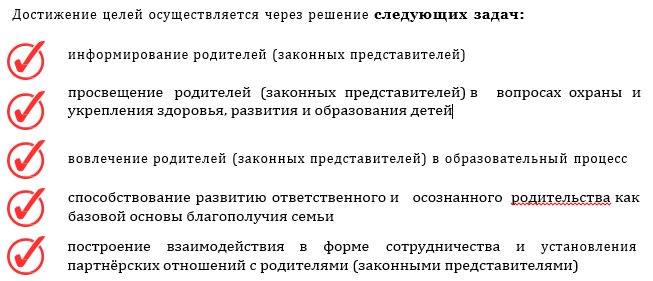 Достижение целей осуществляется через решение следующих задач:
информирование родителей (законных представителей)
просвещение родителей (законных представителей) в вопросах охраны и
укрепления здоровья, развития и образования детей
вовлечение родителей (законных представителей) в образовательный процесс
способствование развитию ответственного и осознанного родительства как
базовой основы благополучия семьи
построение взаимодействия в форме сотрудничества и установления
партнёрских отношений с родителями (законными представителями)